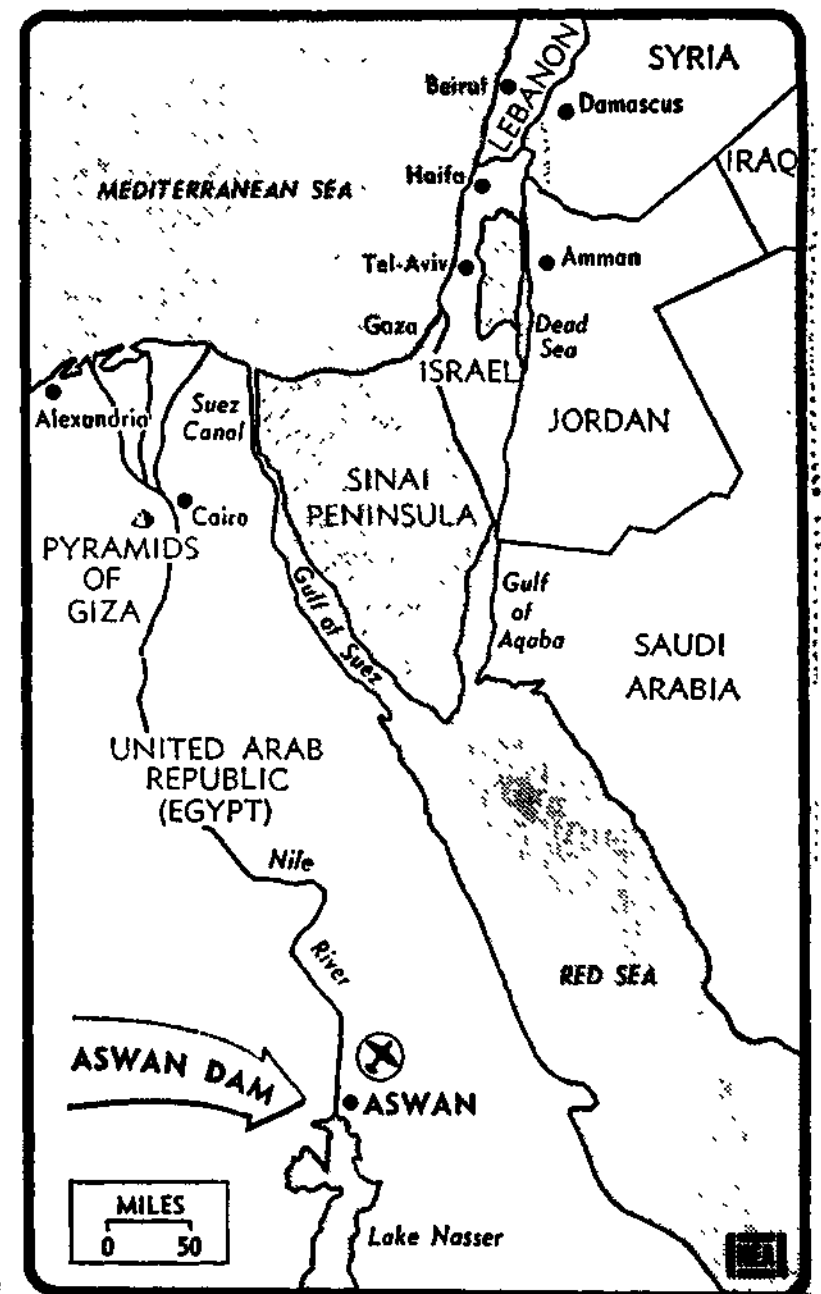 SYRIA
LEBANON
Beirut
Damascus
IRAQ
MEDITERRANEAN SEA
Haifa
Tel-Aviv
Amman
Gaza
Dead
Sea
ISRAEL
Alexandria
Suez
Canal
JORDAN
SINAI
PENINSULA
Cairo
PYRAMIDS
OF
GIZA
Gulf of Suez
Gulf
of
Aqaba
SAUDI
ARABIA
UNITED ARAB
REPUBLIC
(EGYPT)
Nile
River
RED SEA
ASWAN DAM
ASWAN
MILES
0 50
Lake Nasser